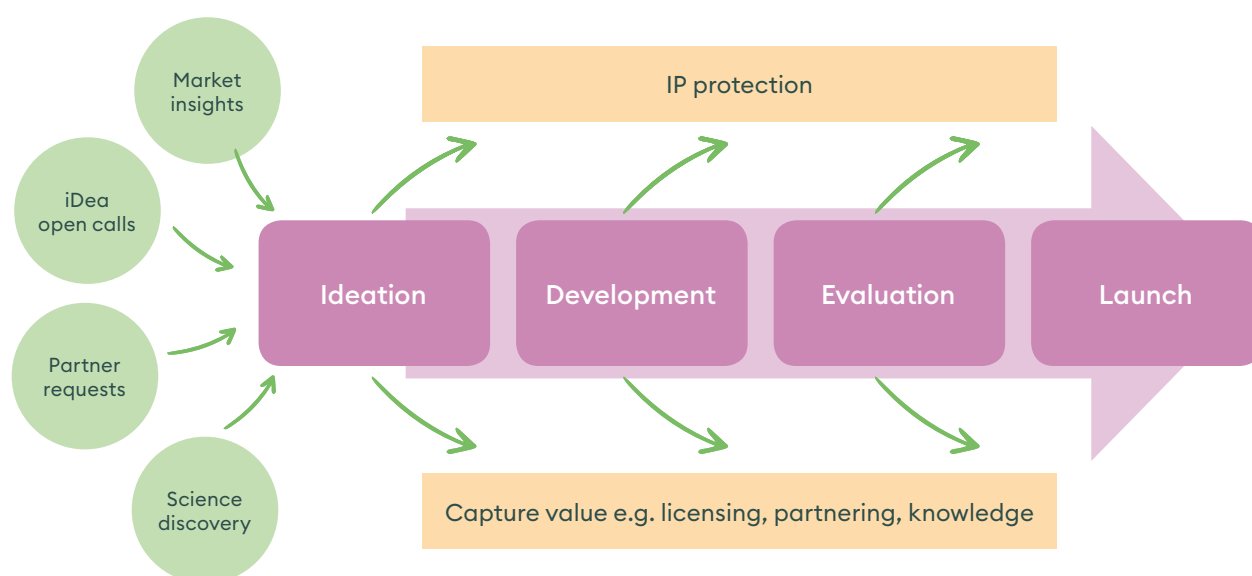 Market
insights
IP protection
iDea
open calls
Ideation
Development
Evaluation
Launch
Partner
requests
Science
discovery
Capture value e.g. licensing, partnering, knowledge